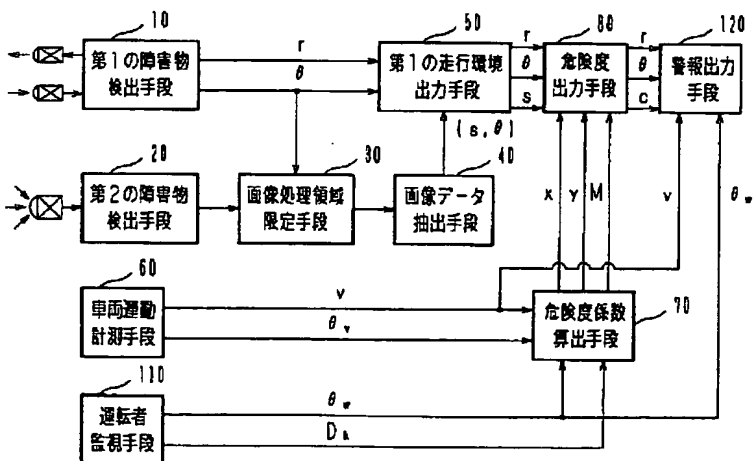 10
第1の障害物
検出手段
r
θ
50
第1の走行環境
出力手段
r
θ
s
80
危険度
出力手段
r
θ
c
120
警報出力
手段
(s,θ)
20
第2の障害物
検出手段
30
画像処理領域
限定手段
40
画像データ
抽出手段
x
y
M
v
θw
60
車両運動
計測手段
v
θv
70
危険度係数
算出手段
110
運転者
監視手段
θw